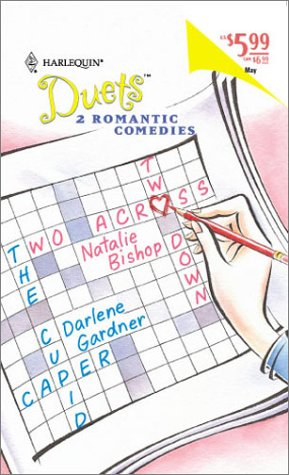 HARLEQUIN®
Duets™
2 ROMANTIC
COMEDIES
US $5.99
CAN $6.99
May
TWO ACROSS
TWO DOWN
Natalie
Bishop
THE
CUPID
CAPER
Darlene
Gardner